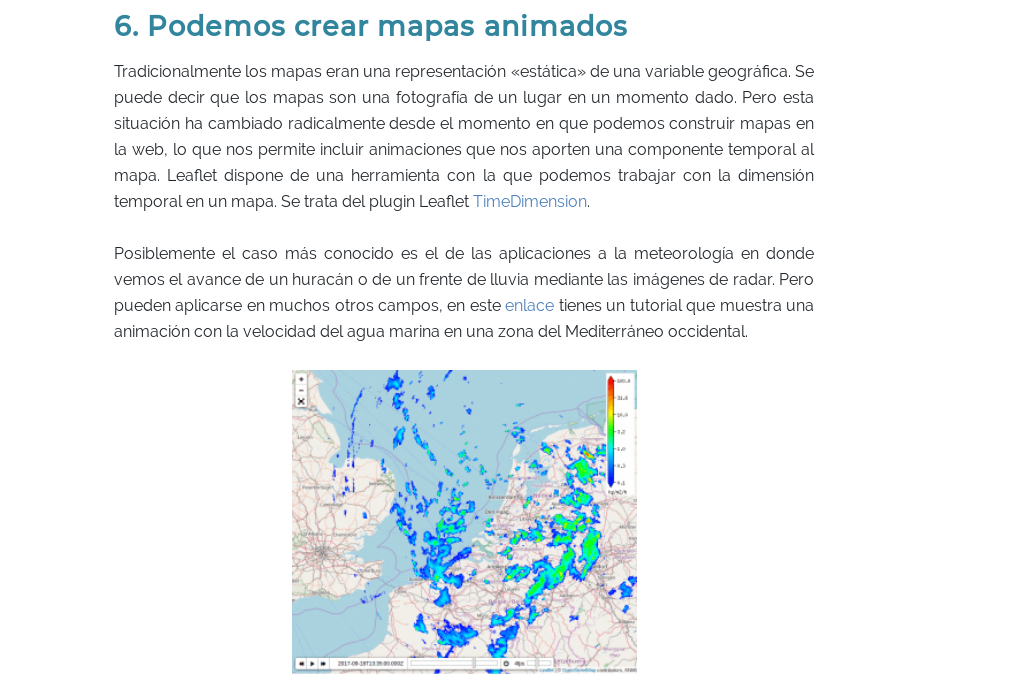 6. Podemos crear mapas animados
Tradicionalmente los mapas eran una representación «estática» de una variable geográfica. Se
puede decir que los mapas son una fotografía de un lugar en un momento dado. Pero esta
situación ha cambiado radicalmente desde el momento en que podemos construir mapas en
la web, lo que nos permite incluir animaciones que nos aporten una componente temporal al
mapa. Leaflet dispone de una herramienta con la que podemos trabajar con la dimensión
temporal en un mapa. Se trata del plugin Leaflet TimeDimension.
Posiblemente el caso más conocido es el de las aplicaciones a la meteorología en donde
vemos el avance de un huracán o de un frente de lluvia mediante las imágenes de radar. Pero
pueden aplicarse en muchos otros campos, en este enlace tienes un tutorial que muestra una
animación con la velocidad del agua marina en una zona del Mediterráneo occidental.